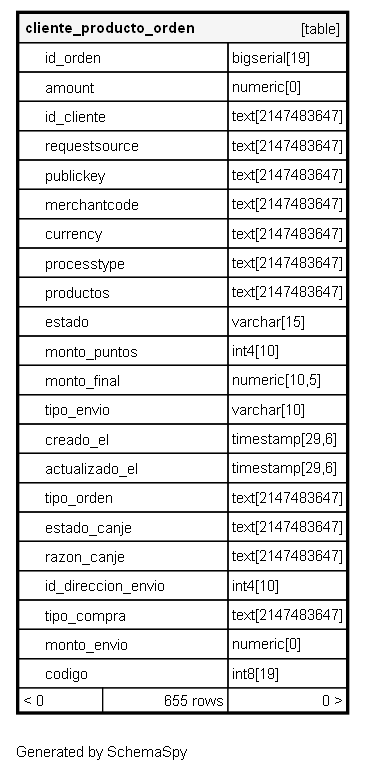 cliente_producto_orden [table]
id_orden bigserial[19]
amount numeric[0]
id_cliente text[2147483647]
requestsource text[2147483647]
publickey text[2147483647]
merchantcode text[2147483647]
currency text[2147483647]
processtype text[2147483647]
productos text[2147483647]
estado varchar[15]
monto_puntos int4[10]
monto_final numeric[10,5]
tipo_envio varchar[10]
creado_el timestamp[29,6]
actualizado_el timestamp[29,6]
tipo_orden text[2147483647]
estado_canje text[2147483647]
razon_canje text[2147483647]
id_direccion_envio int4[10]
tipo_compra text[2147483647]
monto_envio numeric[0]
codigo int8[19]
< 0 655 rows 0 >
Generated by SchemaSpy